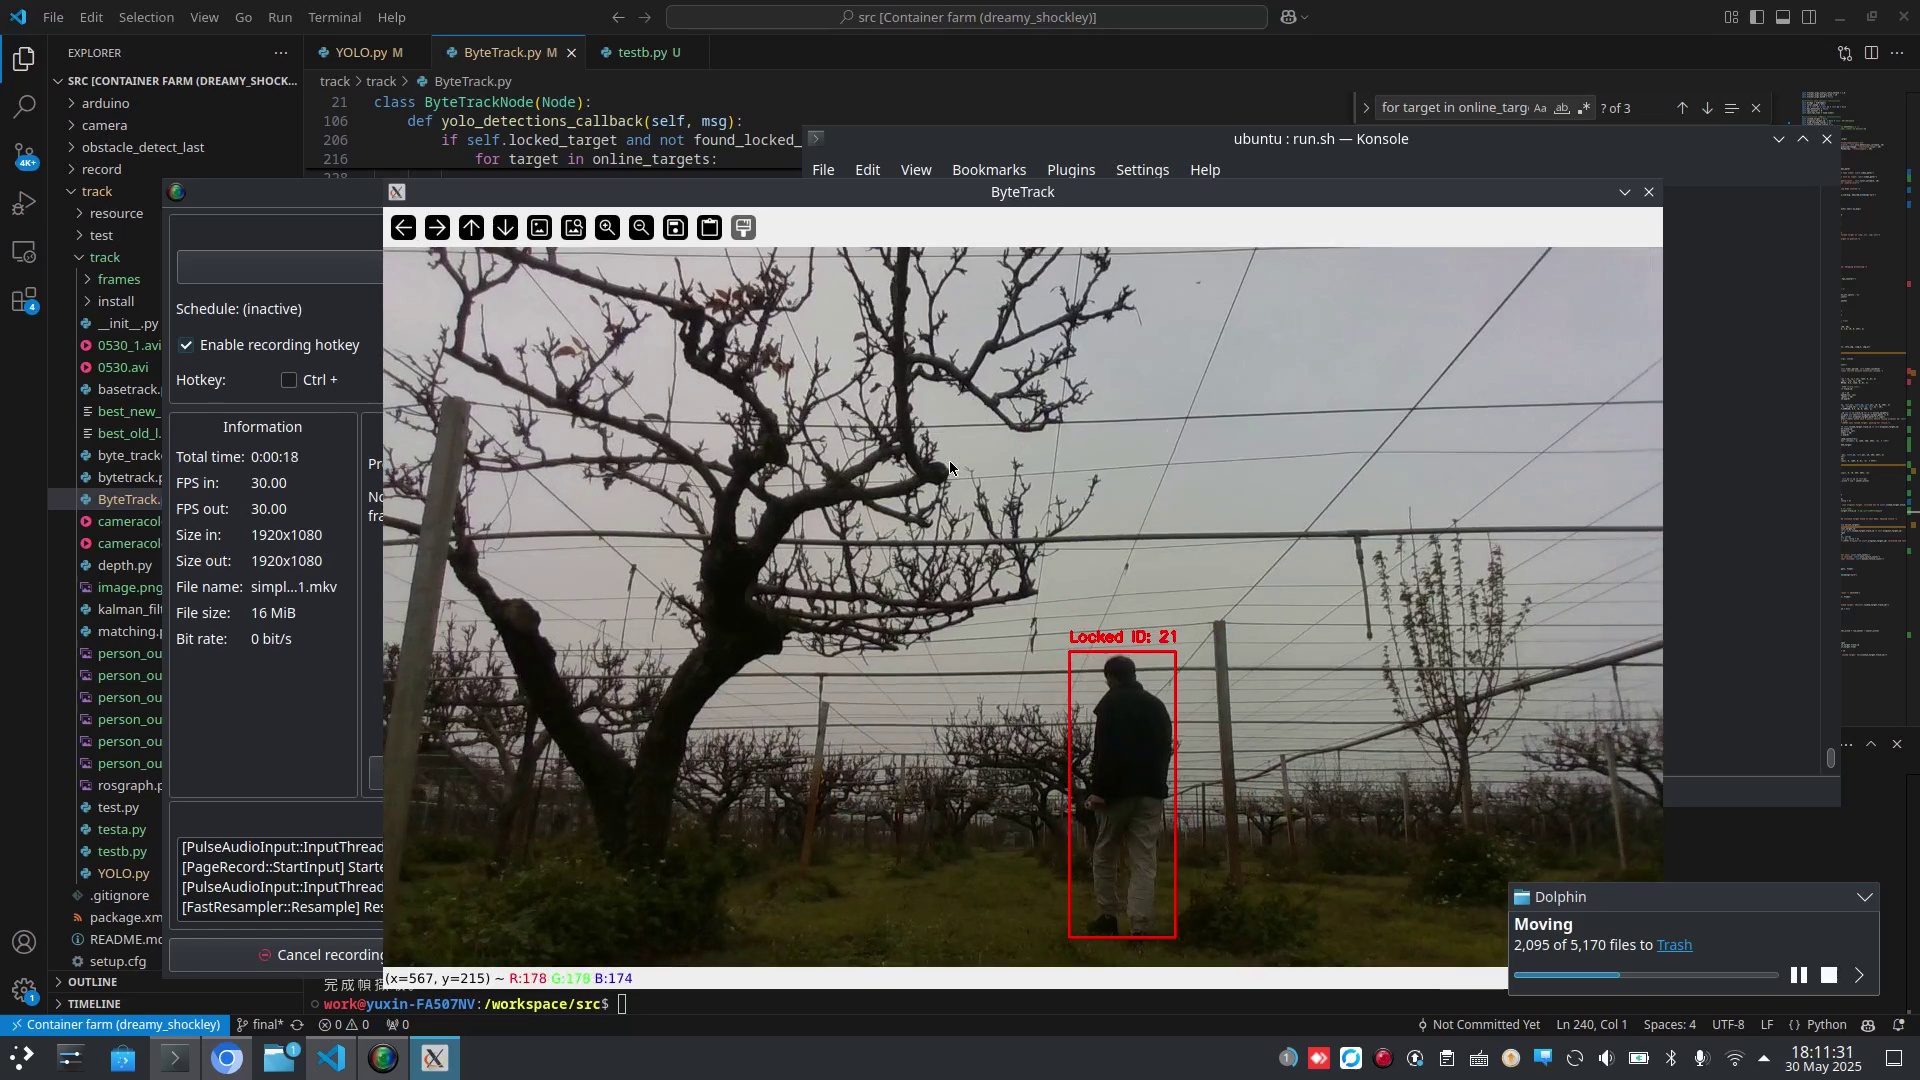 File Edit Selection View Go Run Terminal Help
src [Container farm (dreamy_shockley)]
EXPLORER
YOLO.py M
ByteTrack.py M
testb.py U
SRC [CONTAINER FARM (DREAMY_SHOCK...
track > track > ByteTrack.py
arduino
camera
obstacle_detect_last
record
track
resource
test
track
frames
install
__init__.py
0530_1.avi
0530.avi
basetrack.
best_new_
best_old_l.
byte_track
bytetrack.p
ByteTrack.
cameracol
cameracol
depth.py
image.png
kalman_filt
matching.p
person_ou
person_ou
person_ou
person_ou
person_ou
person_ou
rosgraph.p
test.py
testa.py
testb.py
YOLO.py
.gitignore
package.xm
README.md
setup.cfg
OUTLINE
TIMELINE
4K+
4
1
21 class ByteTrackNode(Node):
106 def yolo_detections_callback(self, msg):
206 if self.locked_target and not found_locked_
216 for target in online_targets:
for target in online_targ
Aa ab .*
? of 3
ubuntu : run.sh — Konsole
File Edit View Bookmarks Plugins Settings Help
ByteTrack
Schedule: (inactive)
Enable recording hotkey
Hotkey: Ctrl +
Information
Total time: 0:00:18
FPS in: 30.00
FPS out: 30.00
Size in: 1920x1080
Size out: 1920x1080
File name: simpl...1.mkv
File size: 16 MiB
Bit rate: 0 bit/s
Pr
No
fra
[PulseAudioInput::InputThread
[PageRecord::StartInput] Starte
[PulseAudioInput::InputThread
[FastResampler::Resample] Res
Cancel recording
Locked ID: 21
(x=567, y=215) ~ R:178 G:178 B:174
Dolphin
Moving
2,095 of 5,170 files to Trash
work@yuxin-FA507NV:/workspace/src$
Container farm (dreamy_shockley)
final*
0 0
0
Not Committed Yet
Ln 240, Col 1
Spaces: 4
UTF-8
LF
{} Python
1
1
18:11:31
30 May 2025